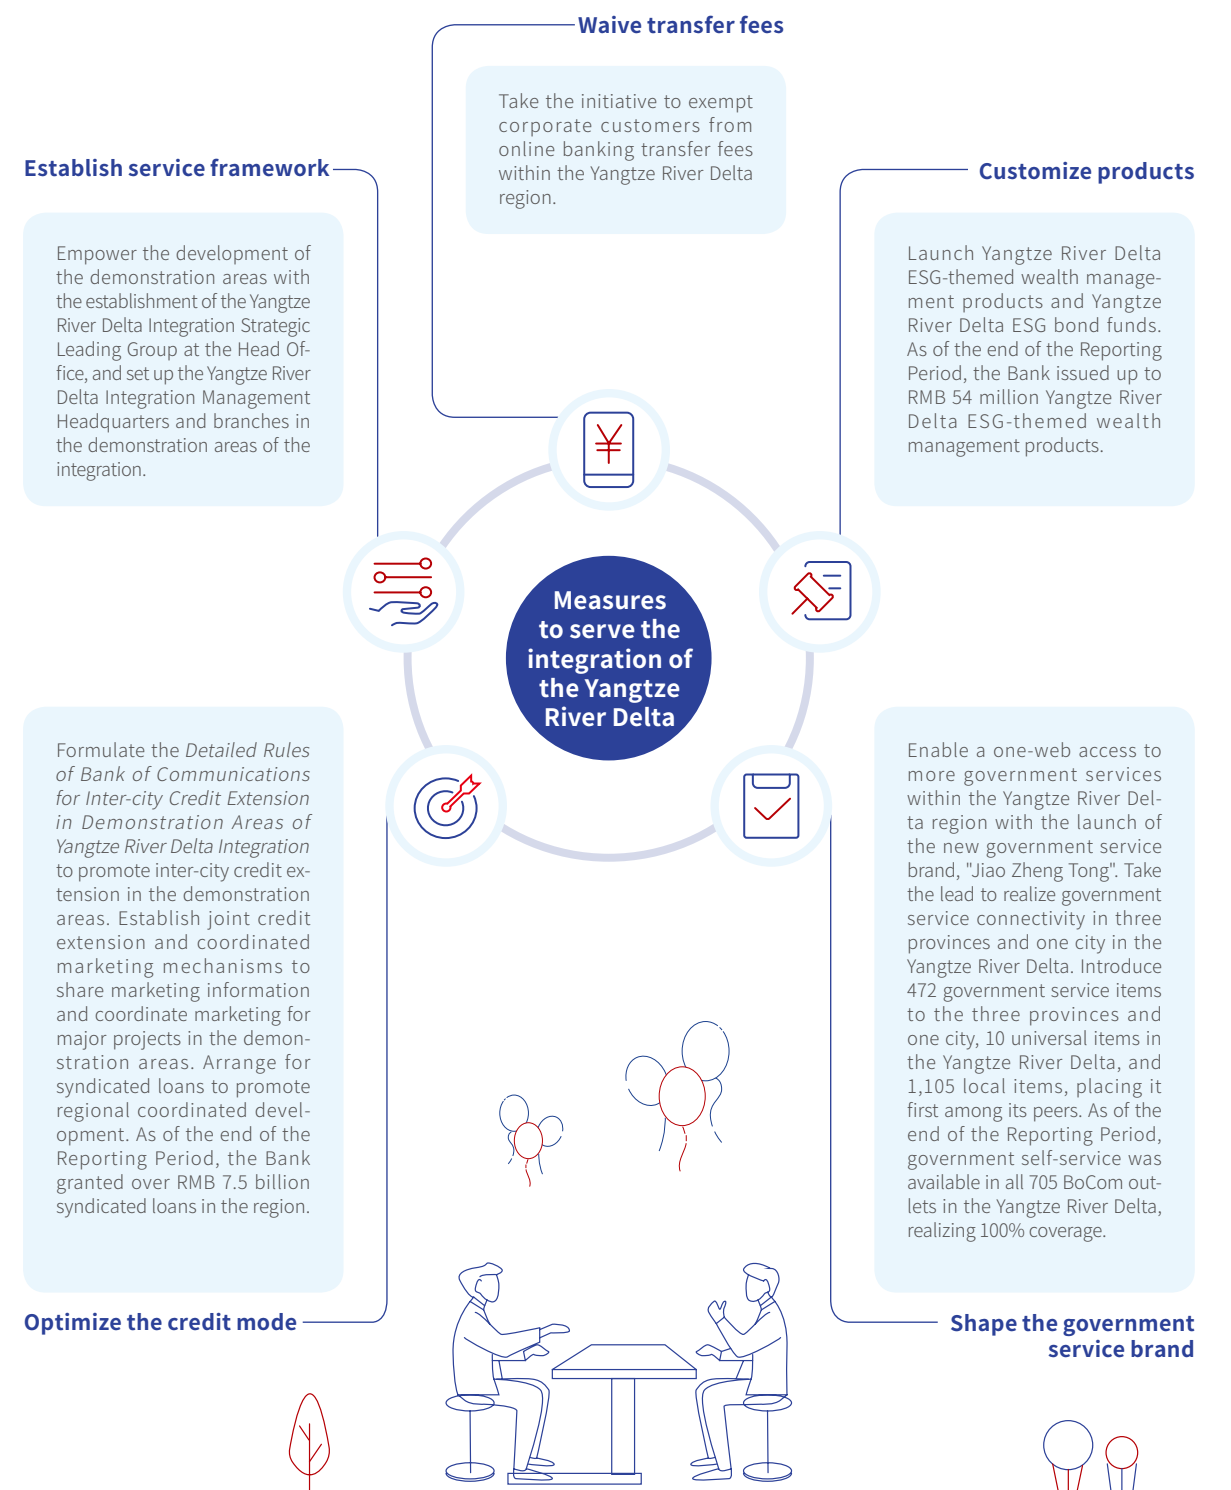 Waive transfer fees
Take the initiative to exempt
corporate customers from
online banking transfer fees
within the Yangtze River Delta
region.
Establish service framework
Empower the development of
the demonstration areas with
the establishment of the Yangtze
River Delta Integration Strategic
Leading Group at the Head Of-
fice, and set up the Yangtze River
Delta Integration Management
Headquarters and branches in
the demonstration areas of the
integration.
Customize products
Launch Yangtze River Delta
ESG-themed wealth manage-
ment products and Yangtze
River Delta ESG bond funds.
As of the end of the Reporting
Period, the Bank issued up to
RMB 54 million Yangtze River
Delta ESG-themed wealth
management products.
Measures
to serve the
integration of
the Yangtze
River Delta
Formulate the Detailed Rules
of Bank of Communications
for Inter-city Credit Extension
in Demonstration Areas of
Yangtze River Delta Integration
to promote inter-city credit ex-
tension in the demonstration
areas. Establish joint credit
extension and coordinated
marketing mechanisms to
share marketing information
and coordinate marketing for
major projects in the demon-
stration areas. Arrange for
syndicated loans to promote
regional coordinated devel-
opment. As of the end of the
Reporting Period, the Bank
granted over RMB 7.5 billion
syndicated loans in the region.
Optimize the credit mode
Enable a one-web access to
more government services
within the Yangtze River Del-
ta region with the launch of
the new government service
brand, "Jiao Zheng Tong". Take
the lead to realize government
service connectivity in three
provinces and one city in the
Yangtze River Delta. Introduce
472 government service items
to the three provinces and
one city, 10 universal items in
the Yangtze River Delta, and
1,105 local items, placing it
first among its peers. As of the
end of the Reporting Period,
government self-service was
available in all 705 BoCom out-
lets in the Yangtze River Delta,
realizing 100% coverage.
Shape the government
service brand